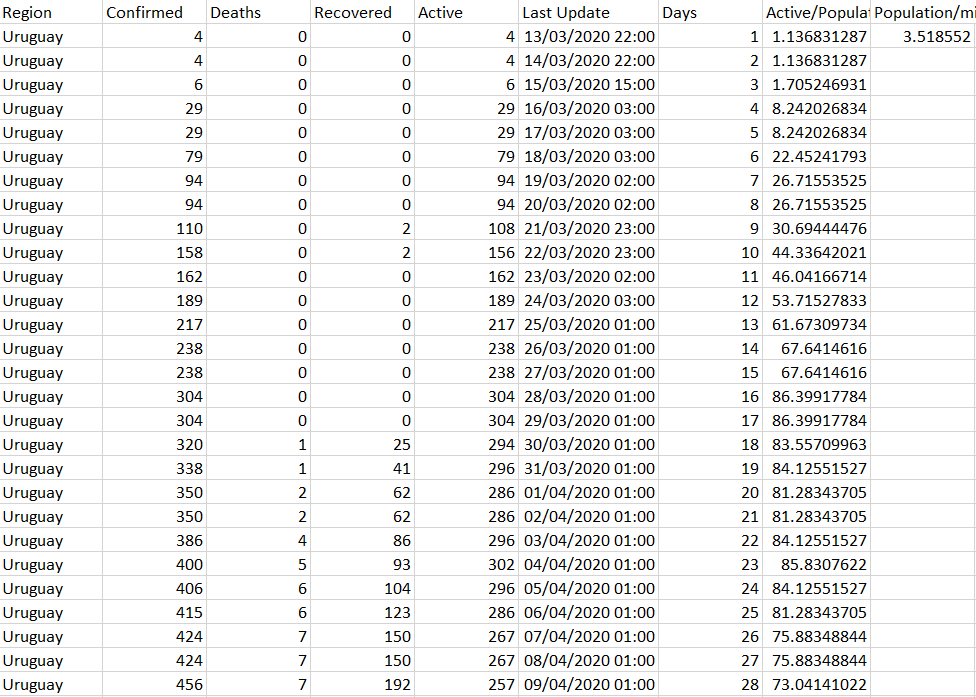 Region Confirmed Deaths Recovered Active Last Update Days Active/Populat Population/mi
Uruguay 4 0 0 4 13/03/2020 22:00 1 1.136831287 3.518552
Uruguay 4 0 0 4 14/03/2020 22:00 2 1.136831287
Uruguay 6 0 0 6 15/03/2020 15:00 3 1.705246931
Uruguay 29 0 0 29 16/03/2020 03:00 4 8.242026834
Uruguay 29 0 0 29 17/03/2020 03:00 5 8.242026834
Uruguay 79 0 0 79 18/03/2020 03:00 6 22.45241793
Uruguay 94 0 0 94 19/03/2020 02:00 7 26.71553525
Uruguay 94 0 0 94 20/03/2020 02:00 8 26.71553525
Uruguay 110 0 2 108 21/03/2020 23:00 9 30.69444476
Uruguay 158 0 2 156 22/03/2020 23:00 10 44.33642021
Uruguay 162 0 0 162 23/03/2020 02:00 11 46.04166714
Uruguay 189 0 0 189 24/03/2020 03:00 12 53.71527833
Uruguay 217 0 0 217 25/03/2020 01:00 13 61.67309734
Uruguay 238 0 0 238 26/03/2020 01:00 14 67.6414616
Uruguay 238 0 0 238 27/03/2020 01:00 15 67.6414616
Uruguay 304 0 0 304 28/03/2020 01:00 16 86.39917784
Uruguay 304 0 0 304 29/03/2020 01:00 17 86.39917784
Uruguay 320 1 25 294 30/03/2020 01:00 18 83.55709963
Uruguay 338 1 41 296 31/03/2020 01:00 19 84.12551527
Uruguay 350 2 62 286 01/04/2020 01:00 20 81.28343705
Uruguay 350 2 62 286 02/04/2020 01:00 21 81.28343705
Uruguay 386 4 86 296 03/04/2020 01:00 22 84.12551527
Uruguay 400 5 93 302 04/04/2020 01:00 23 85.8307622
Uruguay 406 6 104 296 05/04/2020 01:00 24 84.12551527
Uruguay 415 6 123 286 06/04/2020 01:00 25 81.28343705
Uruguay 424 7 150 267 07/04/2020 01:00 26 75.88348844
Uruguay 424 7 150 267 08/04/2020 01:00 27 75.88348844
Uruguay 456 7 192 257 09/04/2020 01:00 28 73.04141022